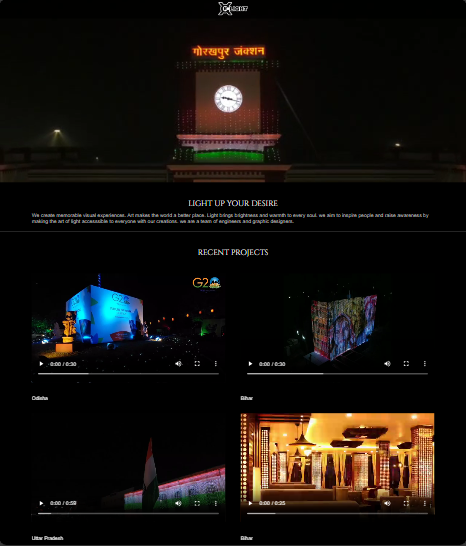 गोरखपुर जंक्शन
LIGHT UP YOUR DESIRE
We create memorable visual experiences. Art makes the world a better place. Light brings brightness and warmth to every soul. we aim to inspire people and raise awareness by
making the art of light accessible to everyone with our creations. we are a team of engineers and graphic designers.
RECENT PROJECTS
G20
G20
0:00 / 0:30
0:00 / 0:30
Odisha
Bihar
0:00 / 0:59
0:00 / 0:35
Uttar Pradesh
Bihar